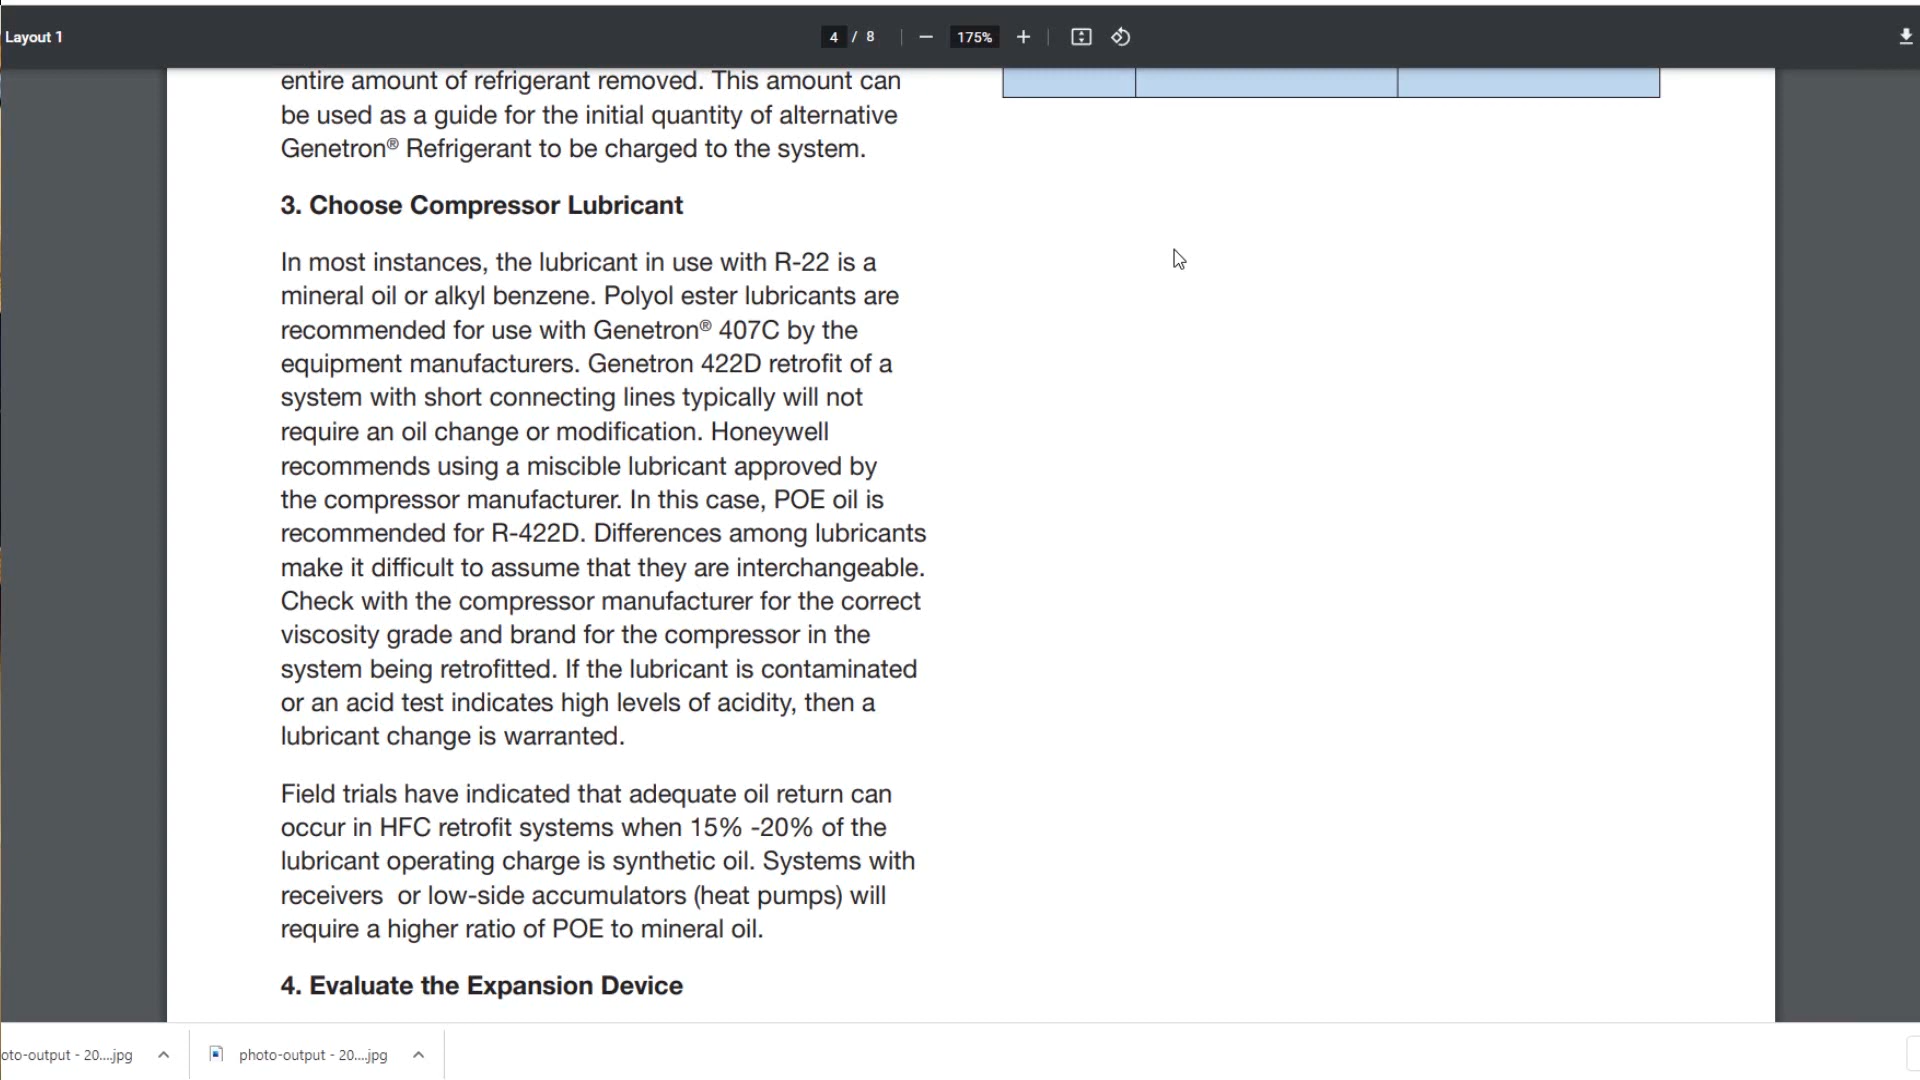 Layout 1
4 / 8 − 175% +
entire amount of refrigerant removed. This amount can
be used as a guide for the initial quantity of alternative
Genetron® Refrigerant to be charged to the system.
3. Choose Compressor Lubricant
In most instances, the lubricant in use with R-22 is a
mineral oil or alkyl benzene. Polyol ester lubricants are
recommended for use with Genetron® 407C by the
equipment manufacturers. Genetron 422D retrofit of a
system with short connecting lines typically will not
require an oil change or modification. Honeywell
recommends using a miscible lubricant approved by
the compressor manufacturer. In this case, POE oil is
recommended for R-422D. Differences among lubricants
make it difficult to assume that they are interchangeable.
Check with the compressor manufacturer for the correct
viscosity grade and brand for the compressor in the
system being retrofitted. If the lubricant is contaminated
or an acid test indicates high levels of acidity, then a
lubricant change is warranted.
Field trials have indicated that adequate oil return can
occur in HFC retrofit systems when 15% -20% of the
lubricant operating charge is synthetic oil. Systems with
receivers  or low-side accumulators (heat pumps) will
require a higher ratio of POE to mineral oil.
4. Evaluate the Expansion Device
oto-output - 20....jpg
photo-output - 20....jpg